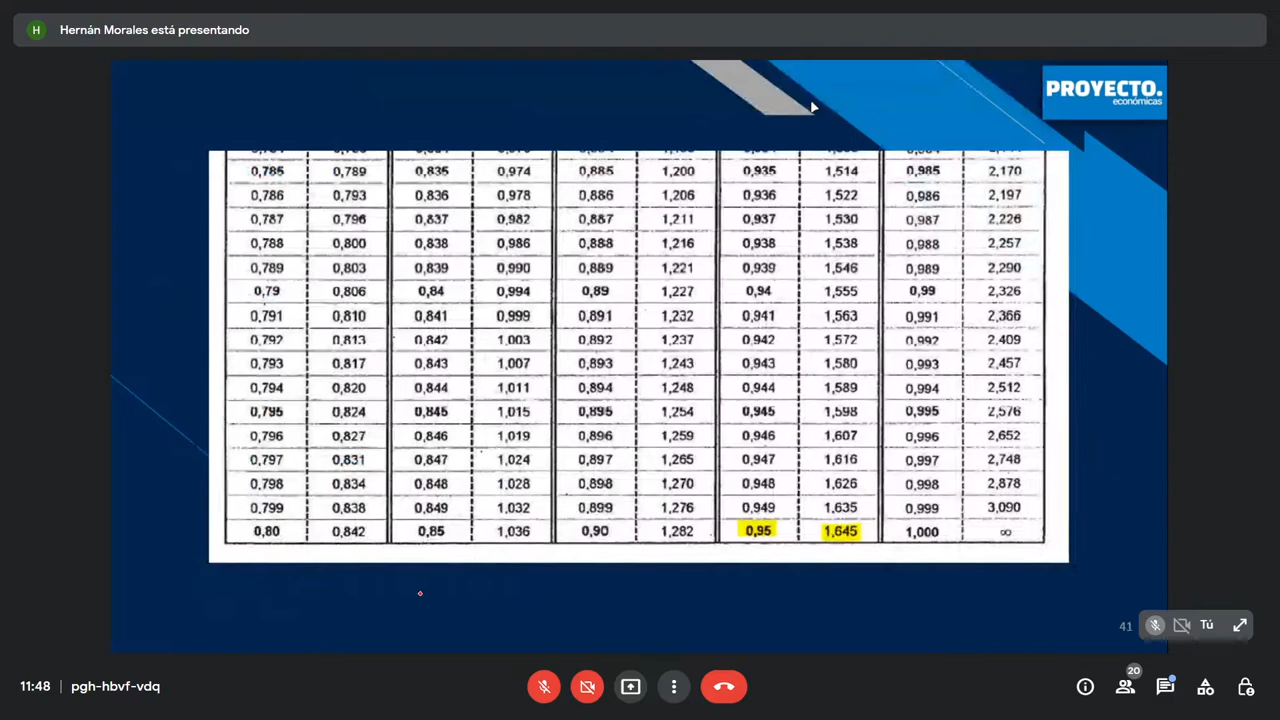 H Hernán Morales está presentando
PROYECTO.
económicas
0,785 0,789 0,835 0,974 0,885 1,200 0,935 1,514 0,985 2,170
0,786 0,793 0,836 0,978 0,886 1,206 0,936 1,522 0,986 2,197
0,787 0,796 0,837 0,982 0,887 1,211 0,937 1,530 0,987 2,226
0,788 0,800 0,838 0,986 0,888 1,216 0,938 1,538 0,988 2,257
0,789 0,803 0,839 0,990 0,889 1,221 0,939 1,546 0,989 2,290
0,79 0,806 0,84 0,994 0,89 1,227 0,94 1,555 0,99 2,326
0,791 0,810 0,841 0,999 0,891 1,232 0,941 1,563 0,991 2,366
0,792 0,813 0,842 1,003 0,892 1,237 0,942 1,572 0,992 2,409
0,793 0,817 0,843 1,007 0,893 1,243 0,943 1,580 0,993 2,457
0,794 0,820 0,844 1,011 0,894 1,248 0,944 1,589 0,994 2,512
0,795 0,824 0,845 1,015 0,895 1,254 0,945 1,598 0,995 2,576
0,796 0,827 0,846 1,019 0,896 1,259 0,946 1,607 0,996 2,652
0,797 0,831 0,847 1,024 0,897 1,265 0,947 1,616 0,997 2,748
0,798 0,834 0,848 1,028 0,898 1,270 0,948 1,626 0,998 2,878
0,799 0,838 0,849 1,032 0,899 1,276 0,949 1,635 0,999 3,090
0,80 0,842 0,85 1,036 0,90 1,282 0,95 1,645 1,000 ∞
41
Tú
11:48 | pgh-hbvf-vdq
20